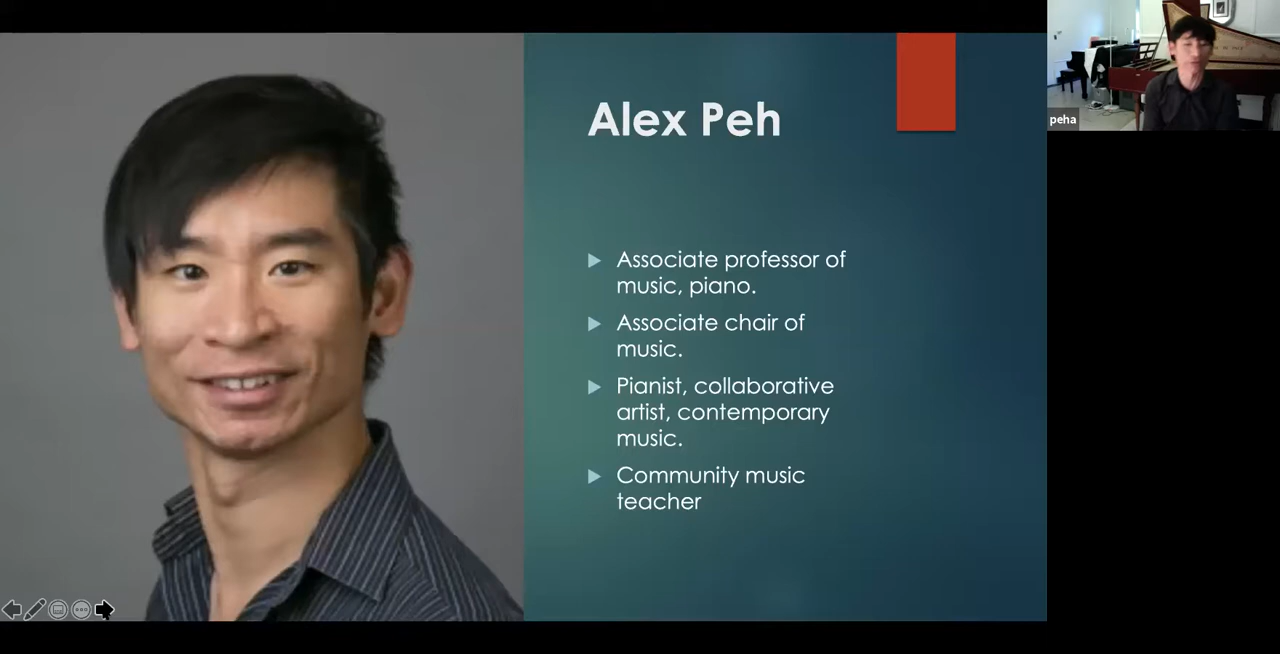 Alex Peh
Associate professor of
music, piano.
Associate chair of
music.
Pianist, collaborative
artist, contemporary
music.
Community music
teacher
peha